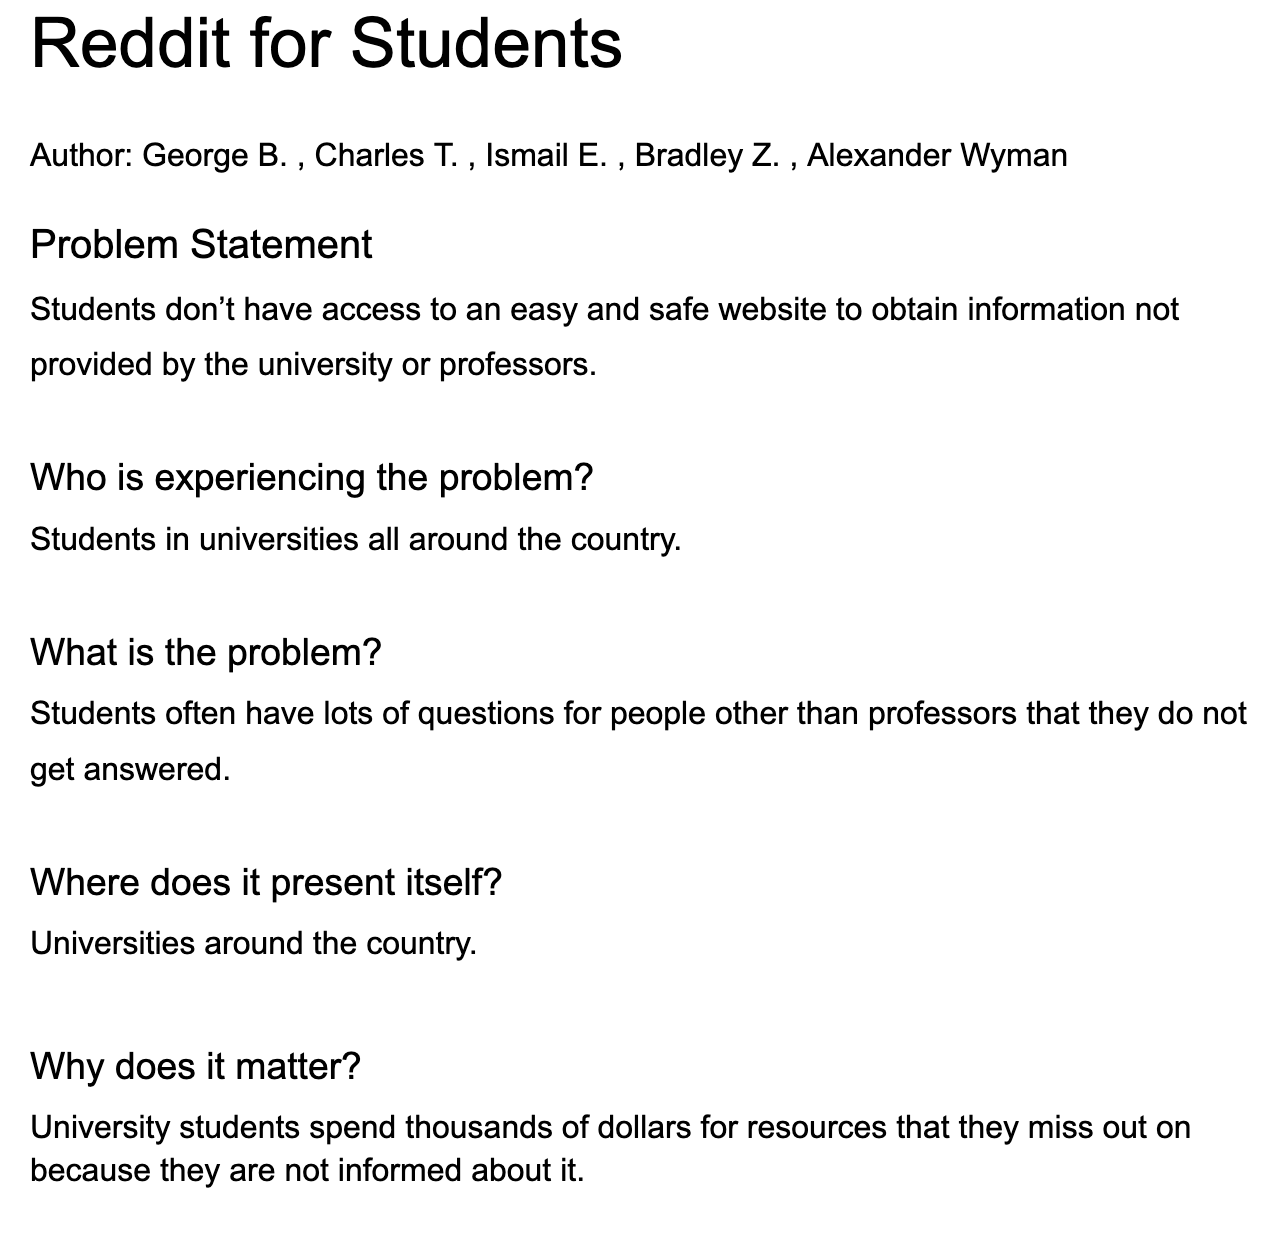 Reddit for Students
Author: George B. , Charles T. , Ismail E. , Bradley Z. , Alexander Wyman
Problem Statement
Students don’t have access to an easy and safe website to obtain information not
provided by the university or professors.
Who is experiencing the problem?
Students in universities all around the country.
What is the problem?
Students often have lots of questions for people other than professors that they do not
get answered.
Where does it present itself?
Universities around the country.
Why does it matter?
University students spend thousands of dollars for resources that they miss out on
because they are not informed about it.